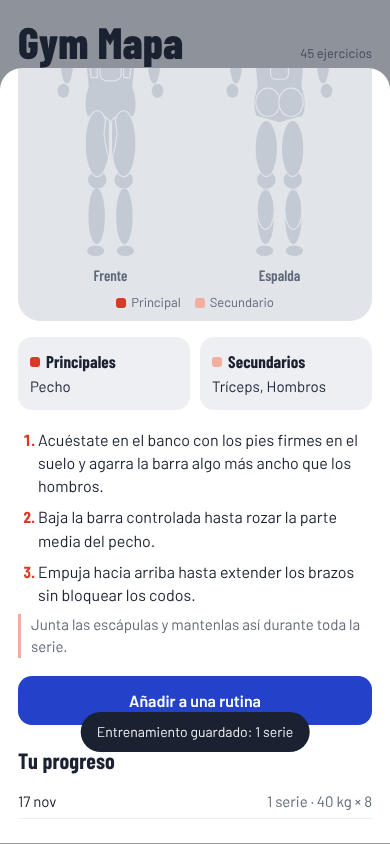 Gym Mapa
45 ejercicios
Frente
Espalda
Principal
Secundario
Principales
Pecho
Secundarios
Tríceps, Hombros
1. Acuéstate en el banco con los pies firmes en el
suelo y agarra la barra algo más ancho que los
hombros.
2. Baja la barra controlada hasta rozar la parte
media del pecho.
3. Empuja hacia arriba hasta extender los brazos
sin bloquear los codos.
Junta las escápulas y mantenlas así durante toda la
serie.
Añadir a una rutina
Entrenamiento guardado: 1 serie
Tu progreso
17 nov
1 serie · 40 kg × 8